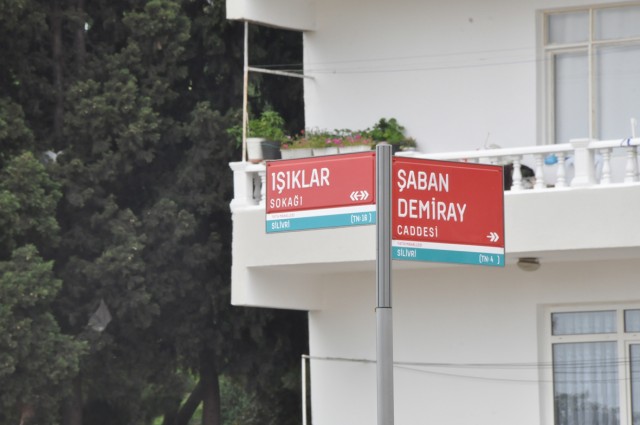 IŞIKLAR
SOKAĞI
SİLİVRİ (TN-18)
ŞABAN
DEMİRAY
CADDESİ
SİLİVRİ (TN-4)